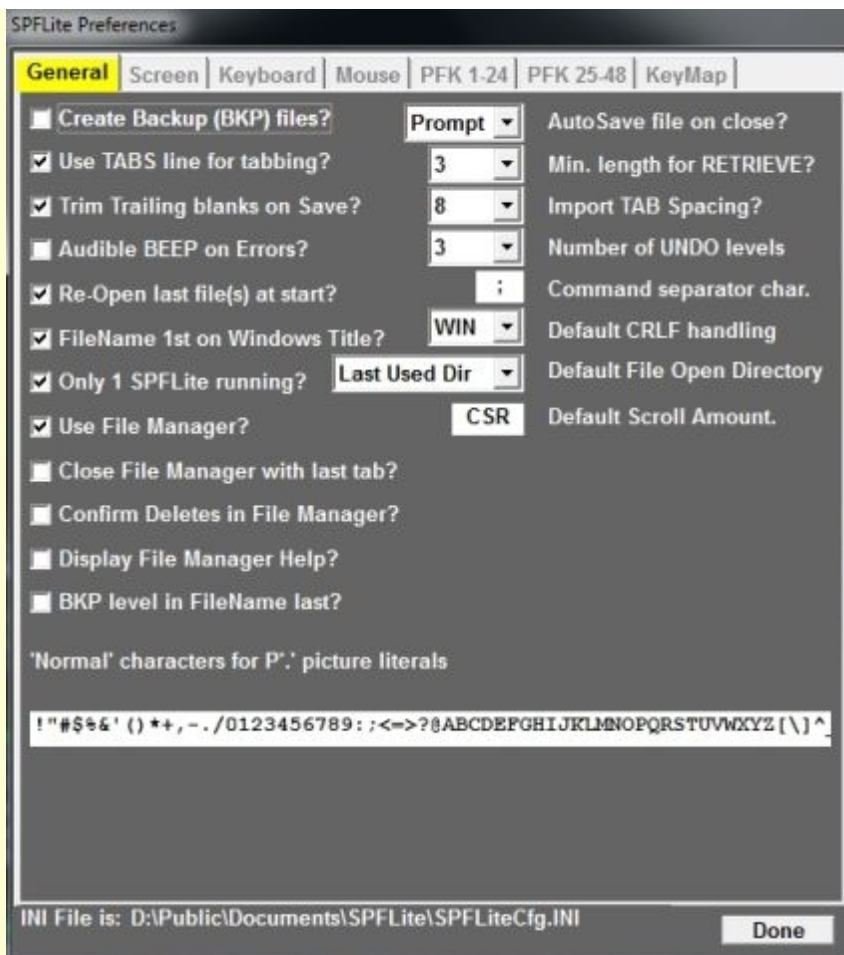 SPFLite Preferences
General Screen Keyboard Mouse PFK 1-24 PFK 25-48 KeyMap
Create Backup (BKP) files? Prompt AutoSave file on close?
Use TABS line for tabbing? 3 Min. length for RETRIEVE?
Trim Trailing blanks on Save? 8 Import TAB Spacing?
Audible BEEP on Errors? 3 Number of UNDO levels
Re-Open last file(s) at start? ; Command separator char.
FileName 1st on Windows Title? WIN Default CRLF handling
Only 1 SPFLite running? Last Used Dir Default File Open Directory
Use File Manager? CSR Default Scroll Amount.
Close File Manager with last tab?
Confirm Deletes in File Manager?
Display File Manager Help?
BKP level in FileName last?
'Normal' characters for P'.' picture literals
!"#$%&'()*+,-./0123456789:;<=>?@ABCDEFGHIJKLMNOPQRSTUVWXYZ[\]^_
INI File is: D:\Public\Documents\SPFLite\SPFLiteCfg.INI
Done